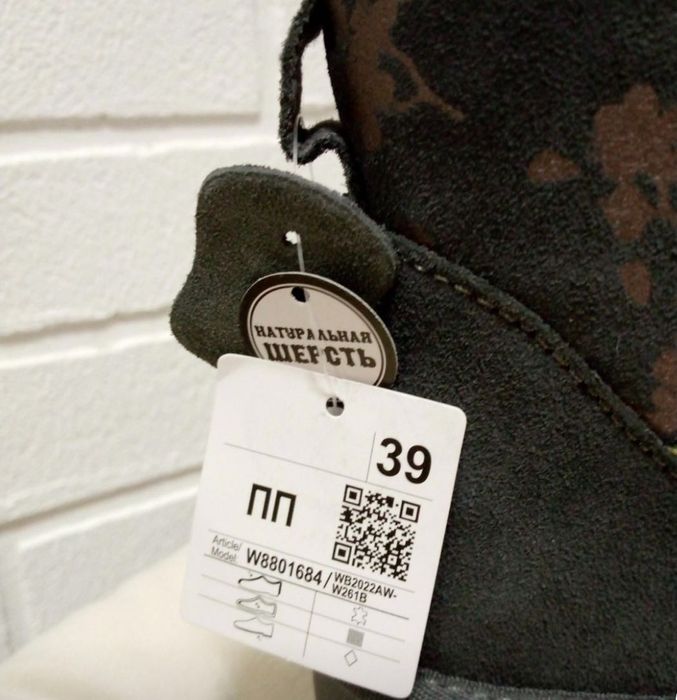 НАТУРАЛЬНАЯ
ШЕРСТЬ
39
ПП
Article/
Model W8801684/WB2022AW-
W261B